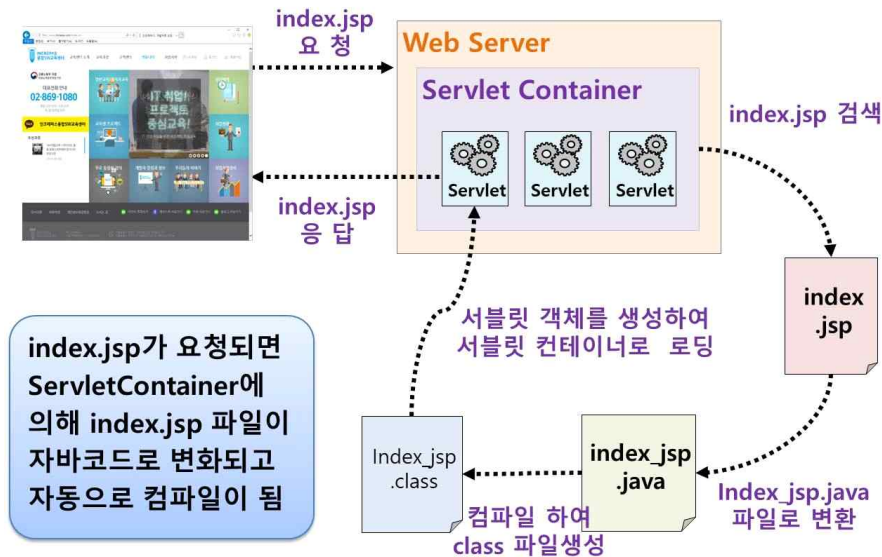 index.jsp
요 청
Web Server
Servlet Container
Servlet
Servlet
Servlet
index.jsp 검색
index.jsp
응 답
02-869-1080
IT 취업!
프로젝트
중심교육!
index
.jsp
서블릿 객체를 생성하여
서블릿 컨테이너로 로딩
index.jsp가 요청되면
ServletContainer에
의해 index.jsp 파일이
자바코드로 변화되고
자동으로 컴파일이 됨
Index_jsp
.class
index_jsp
.java
컴파일 하여
class 파일생성
Index_jsp.java
파일로 변환